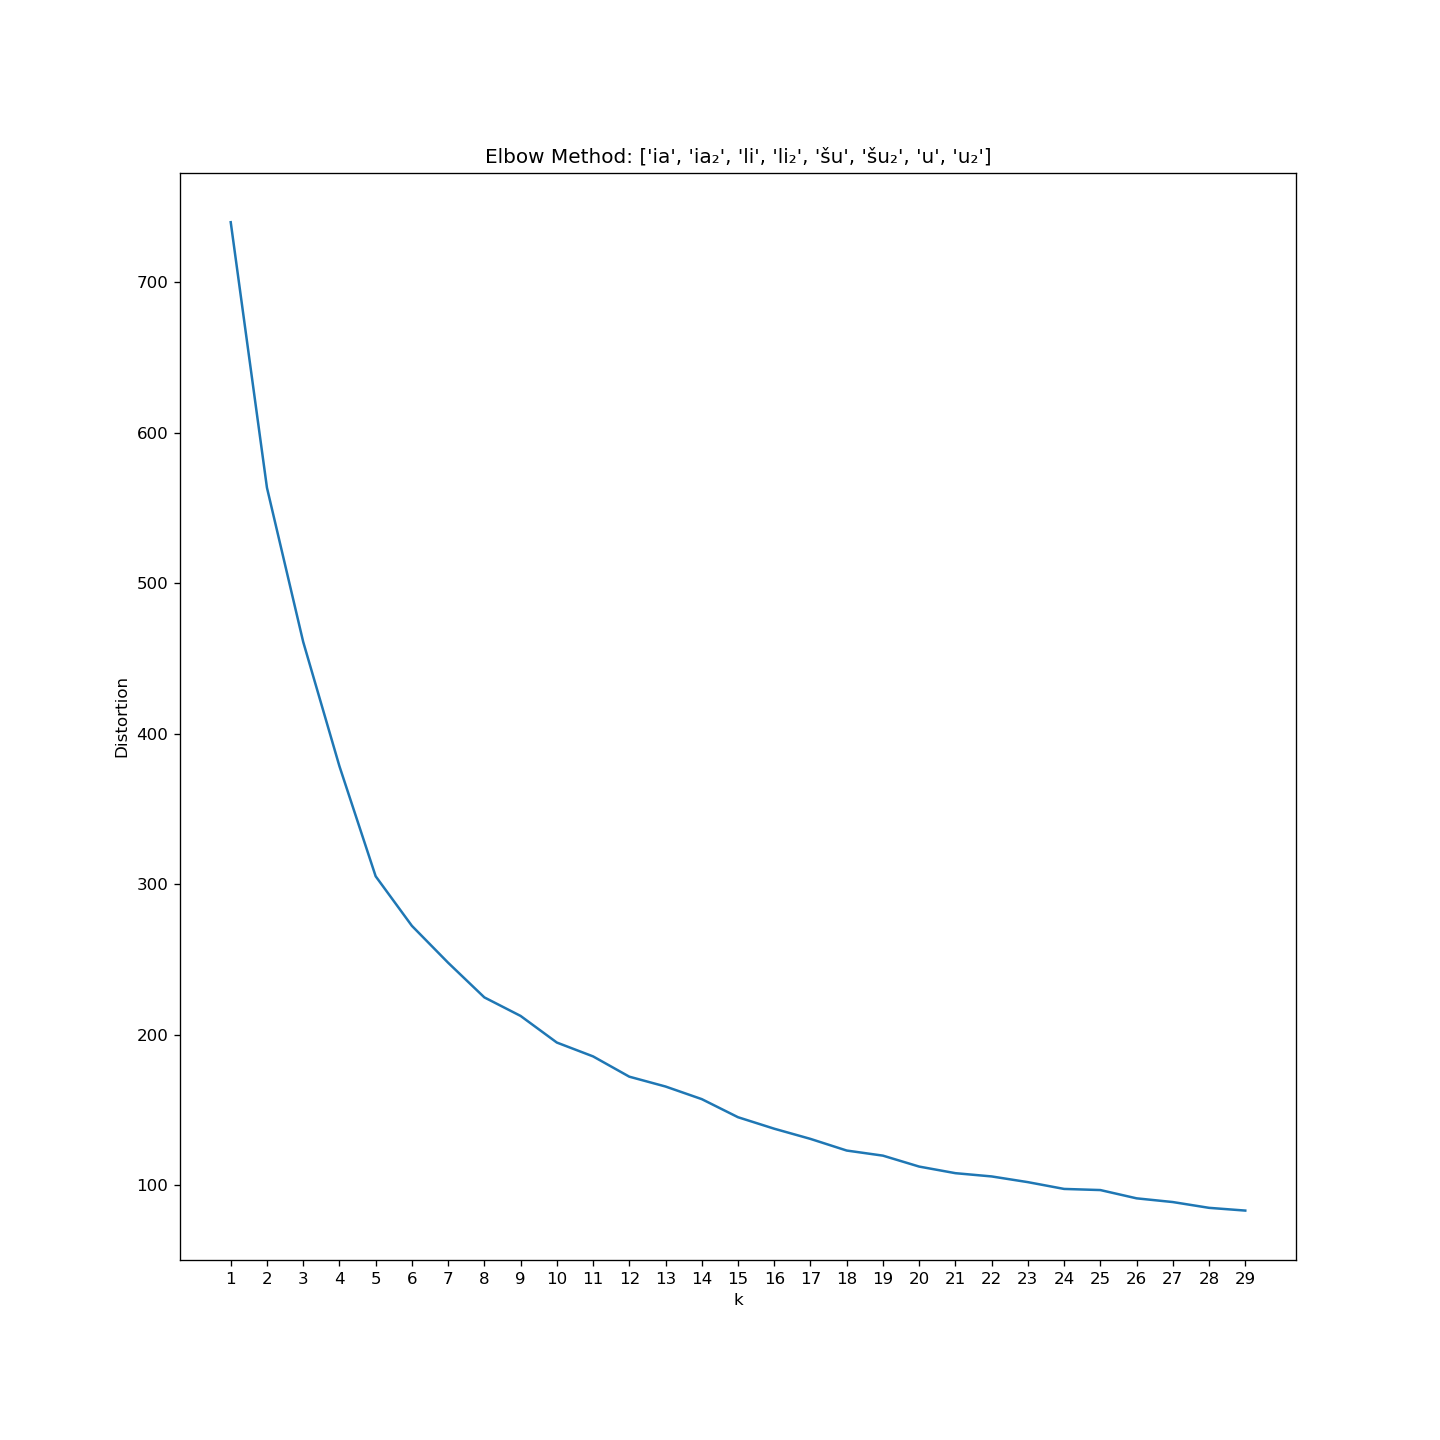 Elbow Method: ['ia', 'ia₂', 'li', 'li₂', 'šu', 'šu₂', 'u', 'u₂']
700
600
500
400
300
200
100
Distortion
1 2 3 4 5 6 7 8 9 10 11 12 13 14 15 16 17 18 19 20 21 22 23 24 25 26 27 28 29
k